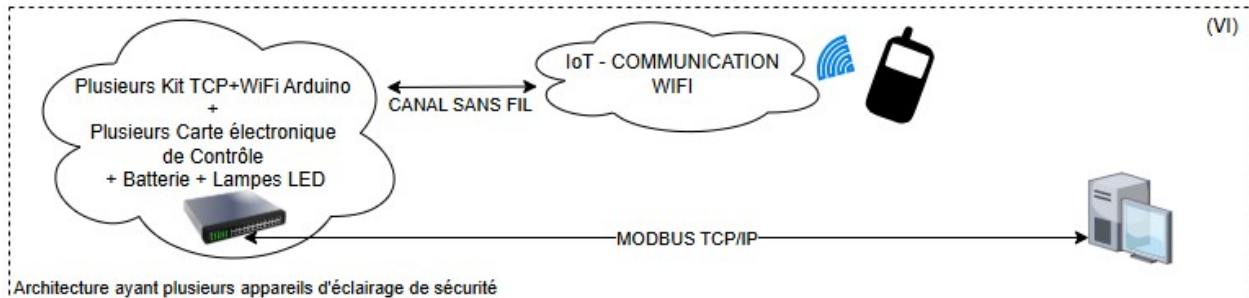 (VI)
Plusieurs Kit TCP+WiFi Arduino
+
Plusieurs Carte électronique
de Contrôle
+ Batterie + Lampes LED
CANAL SANS FIL
IoT - COMMUNICATION
WIFI
MODBUS TCP/IP
Architecture ayant plusieurs appareils d'éclairage de sécurité